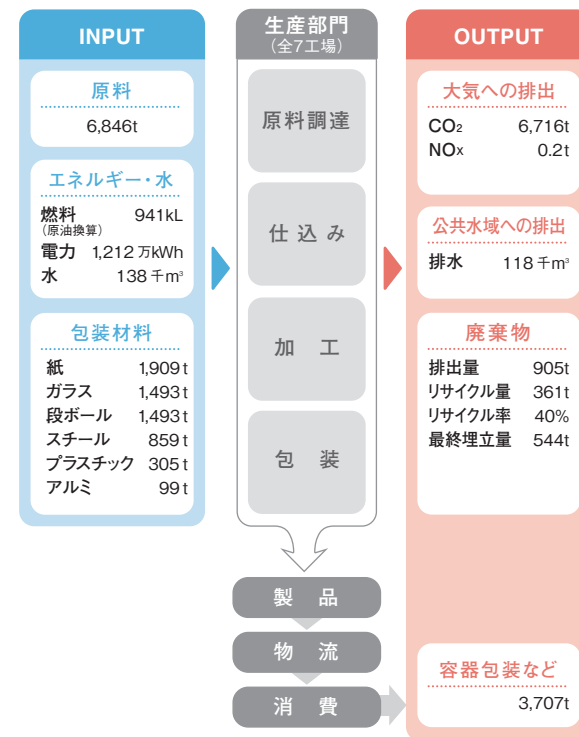 INPUT
原料
6,846t
エネルギー・水
燃料 941kL
(原油換算)
電力 1,212万kWh
水 138千m³
包装材料
紙 1,909t
ガラス 1,493t
段ボール 1,493t
スチール 859t
プラスチック 305t
アルミ 99t
生産部門
(全7工場)
原料調達
仕込み
加工
包装
製品
物流
消費
OUTPUT
大気への排出
CO₂ 6,716t
NOx 0.2t
公共水域への排出
排水 118千m³
廃棄物
排出量 905t
リサイクル量 361t
リサイクル率 40%
最終埋立量 544t
容器包装など
3,707t